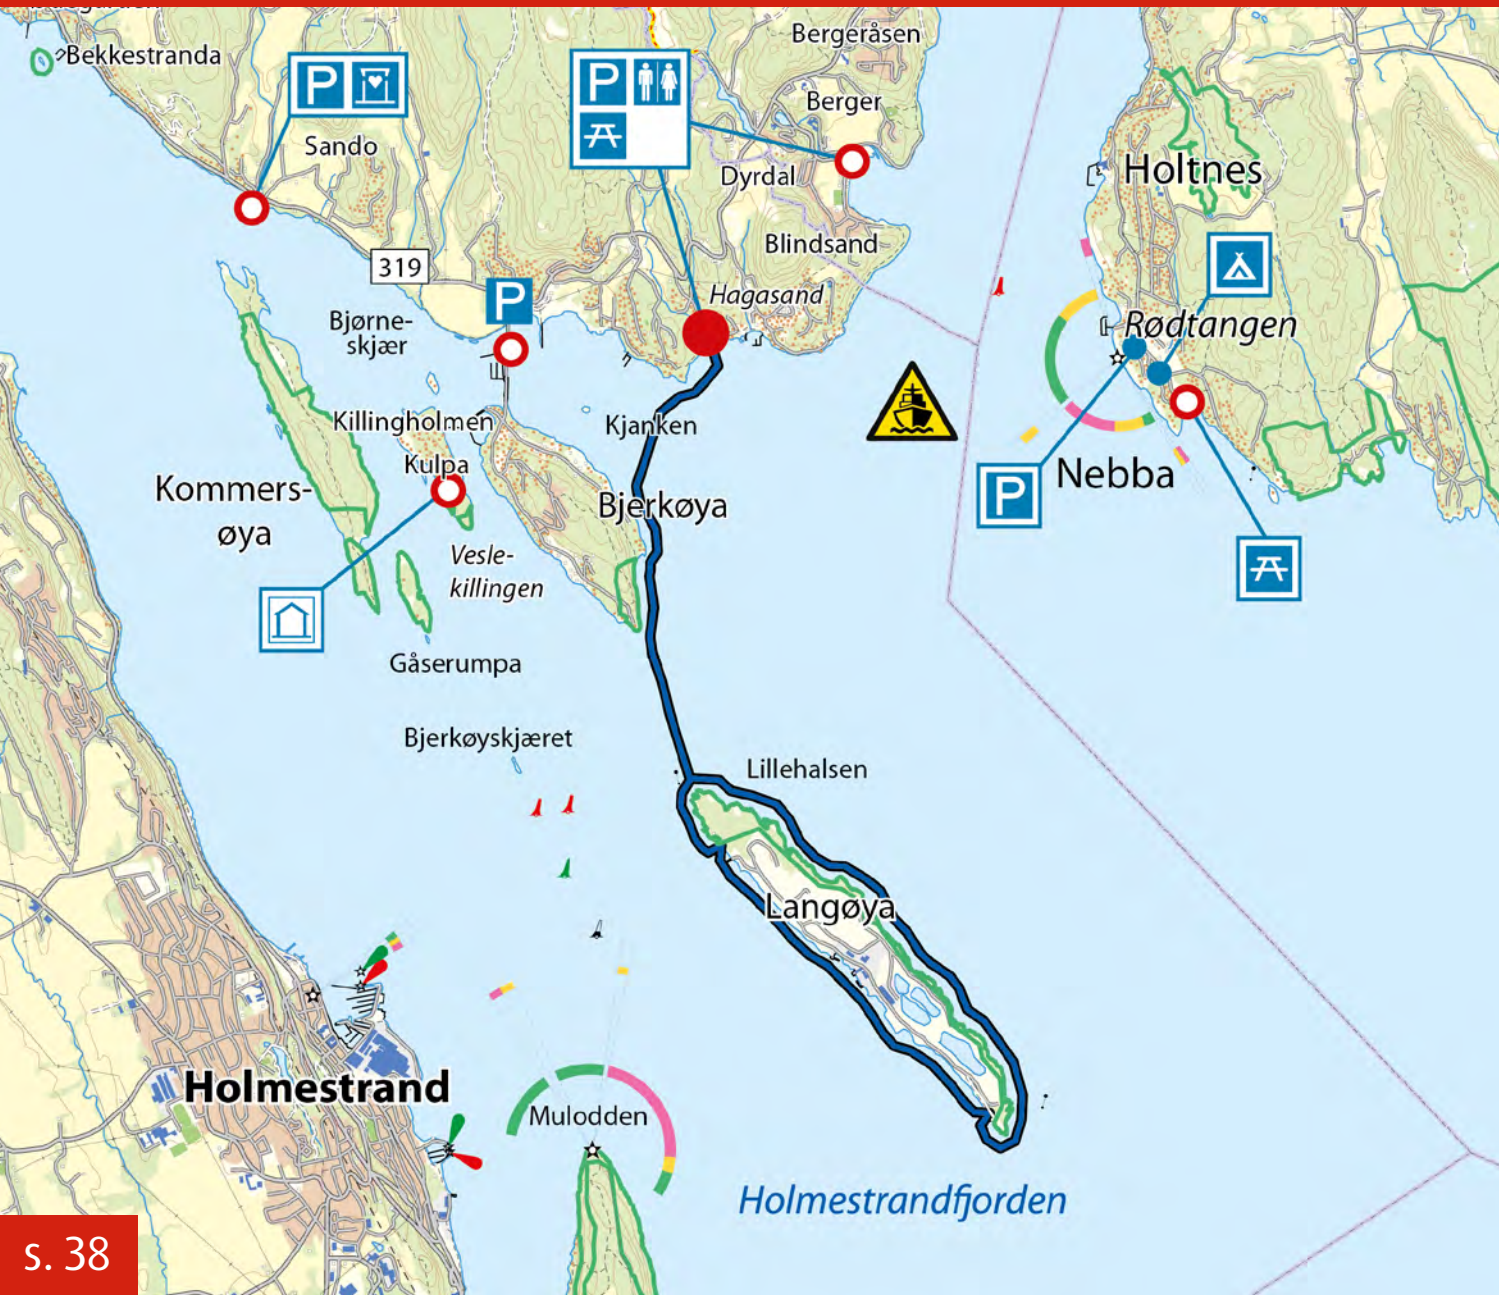 Bekkestranda
P
Sando
P
Bergeråsen
Berger
Dyrdal
Blindsand
Holtnes
319
P
Hagasand
Bjørne-
skjær
Rødtangen
Killingholmen
Kjanken
Kulpa
Kommers-
øya
Bjerkøya
P
Nebba
Vesle-
killingen
Gåserumpa
Bjerkøyskjæret
Lillehalsen
Langøya
Holmestrand
Mulodden
Holmestrandfjorden
s. 38